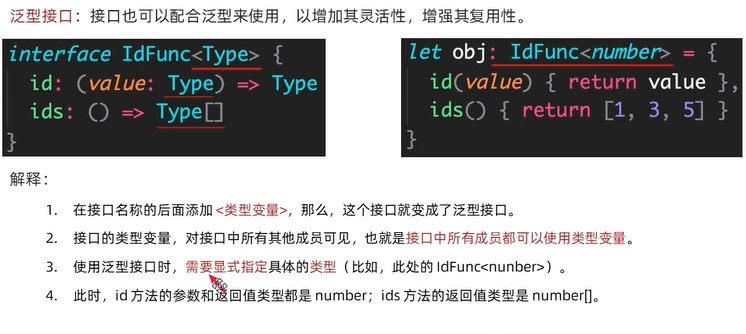 泛型接口：接口也可以配合泛型来使用，以增加其灵活性，增强其复用性。
interface IdFunc<Type> {
id: (value: Type) => Type
ids: () => Type[]
}
let obj: IdFunc<number> = {
id(value) { return value },
ids() { return [1, 3, 5] }
}
解释：
1. 在接口名称的后面添加 <类型变量>，那么，这个接口就变成了泛型接口。
2. 接口的类型变量，对接口中所有其他成员可见，也就是接口中所有成员都可以使用类型变量。
3. 使用泛型接口时，需要显式指定具体的类型（比如，此处的 IdFunc<nunber>）。
4. 此时，id 方法的参数和返回值类型都是 number；ids 方法的返回值类型是 number[]。